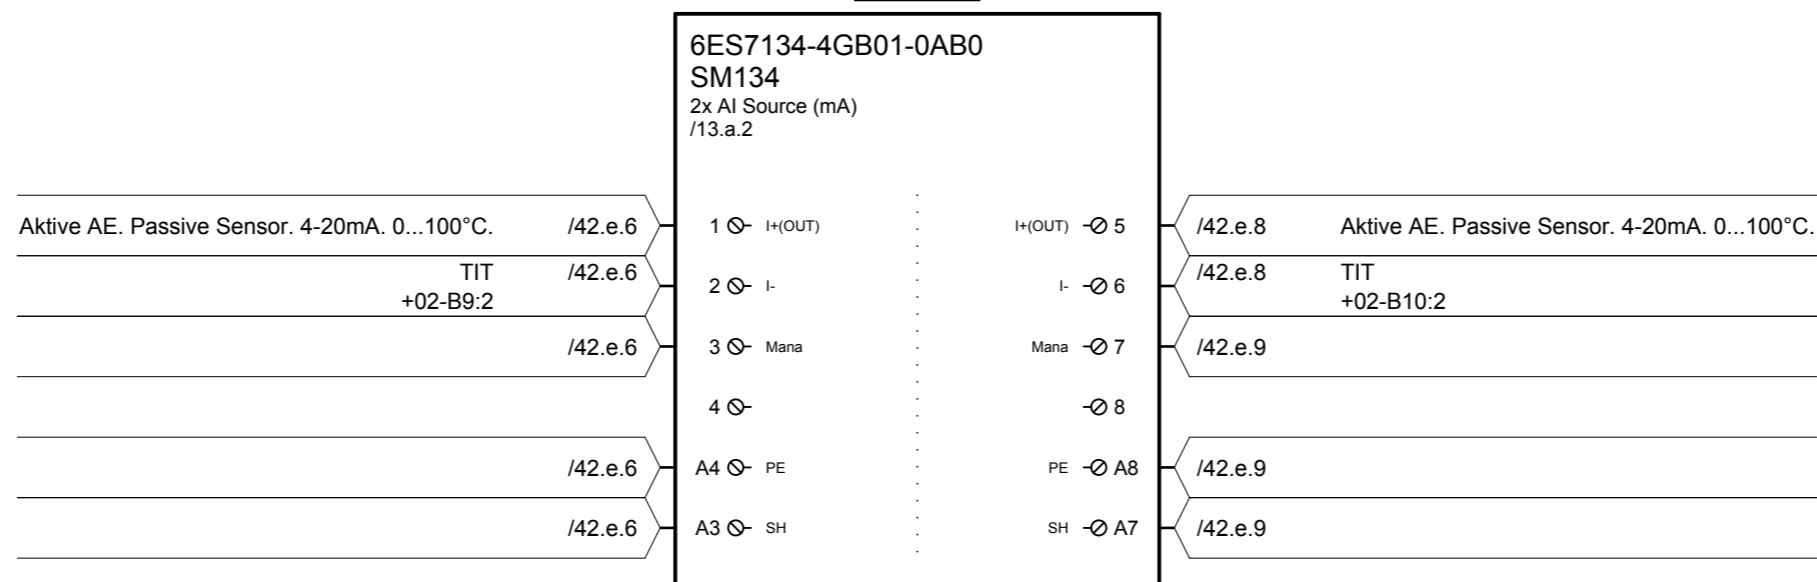 6ES7134-4GB01-0AB0
SM134
2x AI Source (mA)
/13.a.2
Aktive AE. Passive Sensor. 4-20mA. 0...100°C. /42.e.6 1 I+(OUT) I+(OUT) 5 /42.e.8 Aktive AE. Passive Sensor. 4-20mA. 0...100°C.
TIT /42.e.6 2 I- I- 6 /42.e.8 TIT
+02-B9:2 +02-B10:2
/42.e.6 3 Mana Mana 7 /42.e.9
4 8
/42.e.6 A4 PE PE A8 /42.e.9
/42.e.6 A3 SH SH A7 /42.e.9